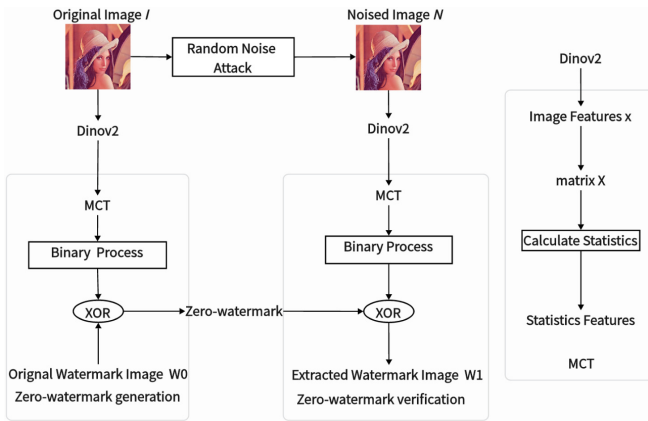 Original Image I
Random Noise
Attack
Noised Image N
Dinov2
MCT
Binary Process
XOR
Orignal Watermark Image W0
Zero-watermark generation
Zero-watermark
Dinov2
MCT
Binary Process
XOR
Extracted Watermark Image W1
Zero-watermark verification
Dinov2
Image Features x
matrix X
Calculate Statistics
Statistics Features
MCT